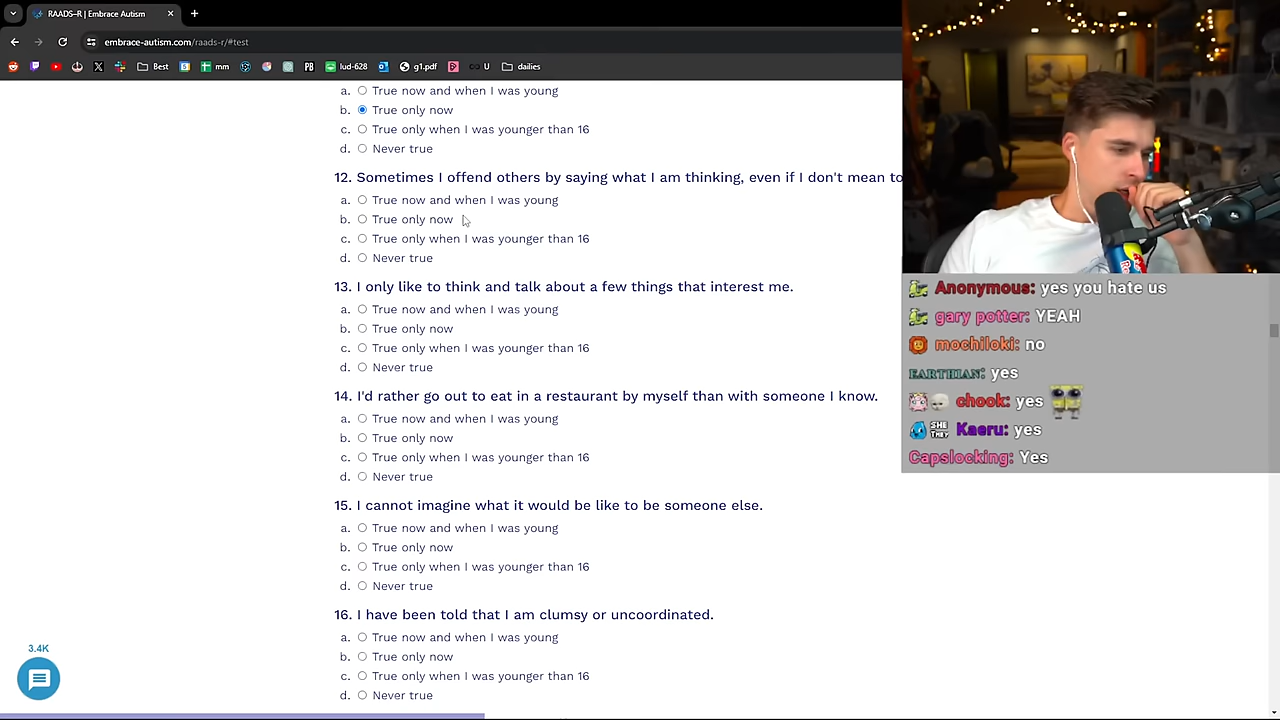 RAADS–R | Embrace Autism
embrace-autism.com/raads-r/#test
Best mm U PB lud-628 g1.pdf dailies
a. True now and when I was young
b. True only now
c. True only when I was younger than 16
d. Never true
12. Sometimes I offend others by saying what I am thinking, even if I don't mean to
a. True now and when I was young
b. True only now
c. True only when I was younger than 16
d. Never true
13. I only like to think and talk about a few things that interest me.
a. True now and when I was young
b. True only now
c. True only when I was younger than 16
d. Never true
14. I'd rather go out to eat in a restaurant by myself than with someone I know.
a. True now and when I was young
b. True only now
c. True only when I was younger than 16
d. Never true
15. I cannot imagine what it would be like to be someone else.
a. True now and when I was young
b. True only now
c. True only when I was younger than 16
d. Never true
16. I have been told that I am clumsy or uncoordinated.
a. True now and when I was young
b. True only now
c. True only when I was younger than 16
d. Never true
3.4K
Anonymous: yes you hate us
gary potter: YEAH
mochiloki: no
EARTHIAN: yes
chook: yes
SHE THEY Kaeru: yes
Capslocking: Yes